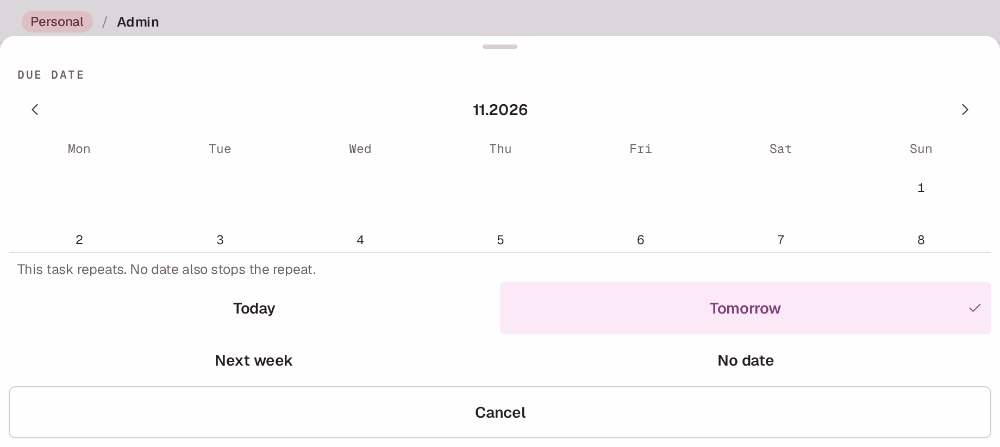 Personal / Admin
DUE DATE
11.2026
Mon Tue Wed Thu Fri Sat Sun
1
2 3 4 5 6 7 8
This task repeats. No date also stops the repeat.
Today Tomorrow
Next week No date
Cancel